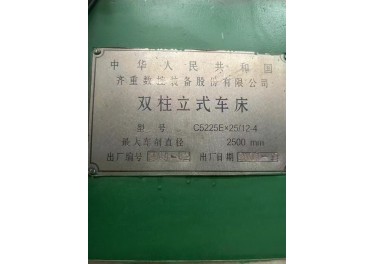 中华人民共和国
齐重数控装备股份有限公司
双柱立式车床
型号 C5225E×25/12-4
最大车削直径 2500 mm
出厂编号 出厂日期